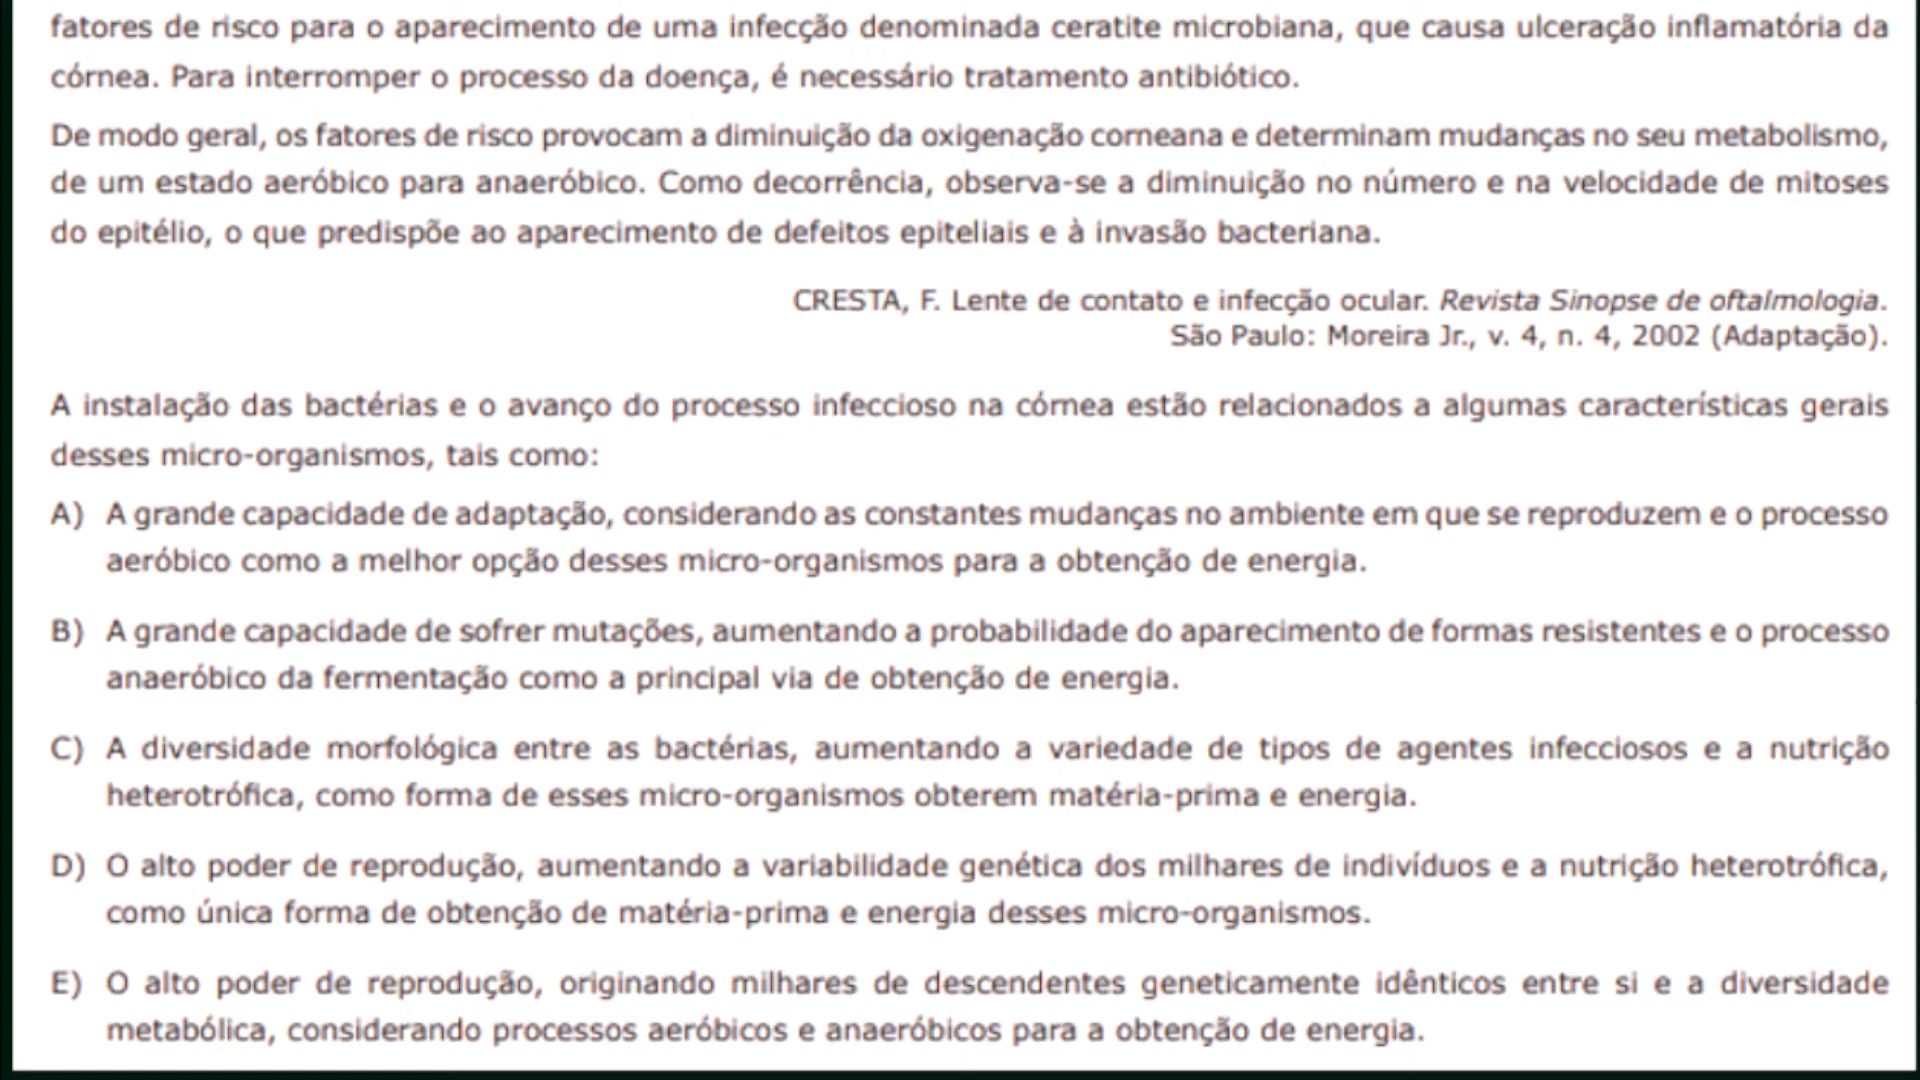 fatores de risco para o aparecimento de uma infecção denominada ceratite microbiana, que causa ulceração inflamatória da
córnea. Para interromper o processo da doença, é necessário tratamento antibiótico.
De modo geral, os fatores de risco provocam a diminuição da oxigenação corneana e determinam mudanças no seu metabolismo,
de um estado aeróbico para anaeróbico. Como decorrência, observa-se a diminuição no número e na velocidade de mitoses
do epitélio, o que predispõe ao aparecimento de defeitos epiteliais e à invasão bacteriana.
CRESTA, F. Lente de contato e infecção ocular. Revista Sinopse de oftalmologia.
São Paulo: Moreira Jr., v. 4, n. 4, 2002 (Adaptação).
A instalação das bactérias e o avanço do processo infeccioso na córnea estão relacionados a algumas características gerais
desses micro-organismos, tais como:
A) A grande capacidade de adaptação, considerando as constantes mudanças no ambiente em que se reproduzem e o processo
aeróbico como a melhor opção desses micro-organismos para a obtenção de energia.
B) A grande capacidade de sofrer mutações, aumentando a probabilidade do aparecimento de formas resistentes e o processo
anaeróbico da fermentação como a principal via de obtenção de energia.
C) A diversidade morfológica entre as bactérias, aumentando a variedade de tipos de agentes infecciosos e a nutrição
heterotrófica, como forma de esses micro-organismos obterem matéria-prima e energia.
D) O alto poder de reprodução, aumentando a variabilidade genética dos milhares de indivíduos e a nutrição heterotrófica,
como única forma de obtenção de matéria-prima e energia desses micro-organismos.
E) O alto poder de reprodução, originando milhares de descendentes geneticamente idênticos entre si e a diversidade
metabólica, considerando processos aeróbicos e anaeróbicos para a obtenção de energia.